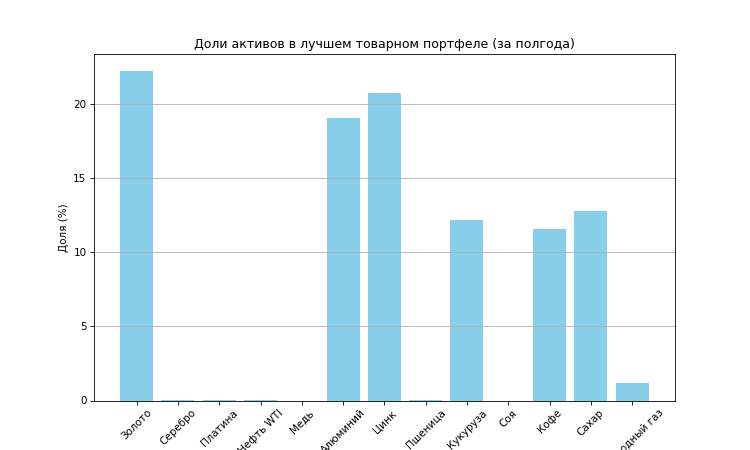 Доли активов в лучшем товарном портфеле (за полгода)
Доля (%)
20
15
10
5
0
Золото
Серебро
Платина
Нефть WTI
Медь
Алюминий
Цинк
Пшеница
Кукуруза
Соя
Кофе
Сахар
газ